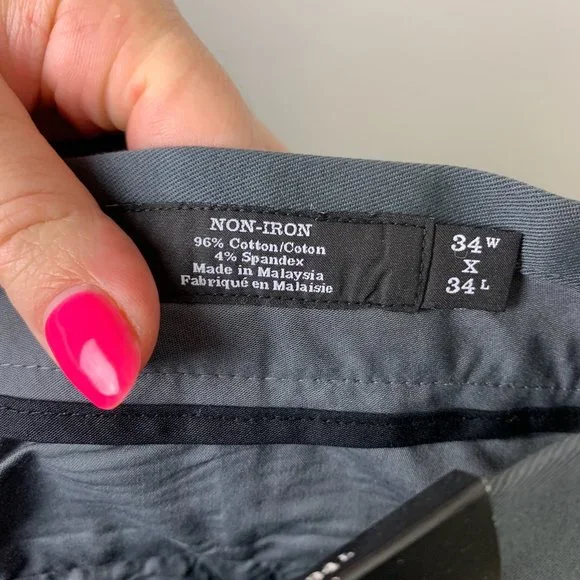 NON-IRON
96% Cotton/Coton
4% Spandex
Made in Malaysia
Fabriqué en Malaisie
34 W
X
34 L